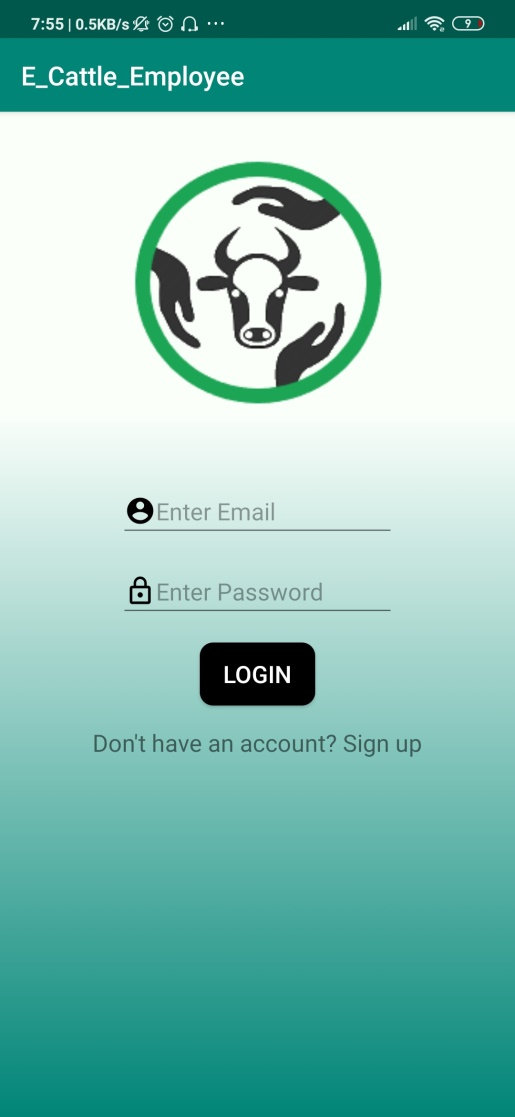 7:55 | 0.5KB/s ... 9
E_Cattle_Employee
Enter Email
Enter Password
LOGIN
Don't have an account? Sign up